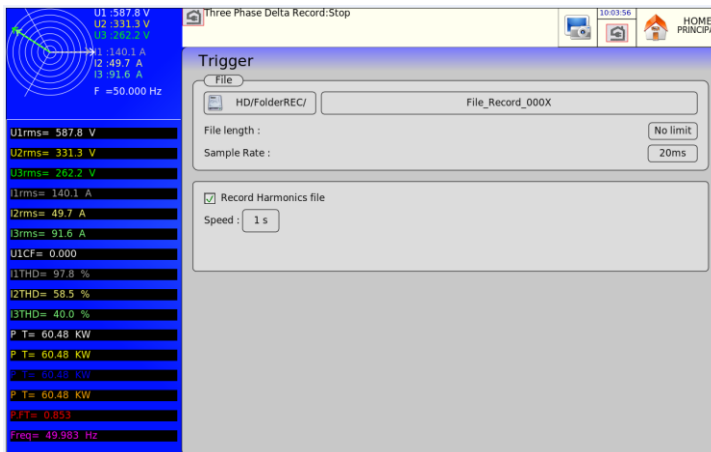 U1 :587.8 V
U2 :331.3 V
U3 :262.2 V
I1 :140.1 A
I2 :49.7 A
I3 :91.6 A
F =50.000 Hz
U1rms= 587.8 V
U2rms= 331.3 V
U3rms= 262.2 V
I1rms= 140.1 A
I2rms= 49.7 A
I3rms= 91.6 A
U1CF= 0.000
I1THD= 97.8 %
I2THD= 58.5 %
I3THD= 40.0 %
P T= 60.48 KW
P T= 60.48 KW
P T= 60.48 KW
P T= 60.48 KW
P.FT= 0.853
Freq= 49.983 Hz
Three Phase Delta Record:Stop
10:03:56
HOME
PRINCIPA
Trigger
File
HD/FolderREC/
File_Record_000X
File length :
No limit
Sample Rate :
20ms
Record Harmonics file
Speed :
1 s